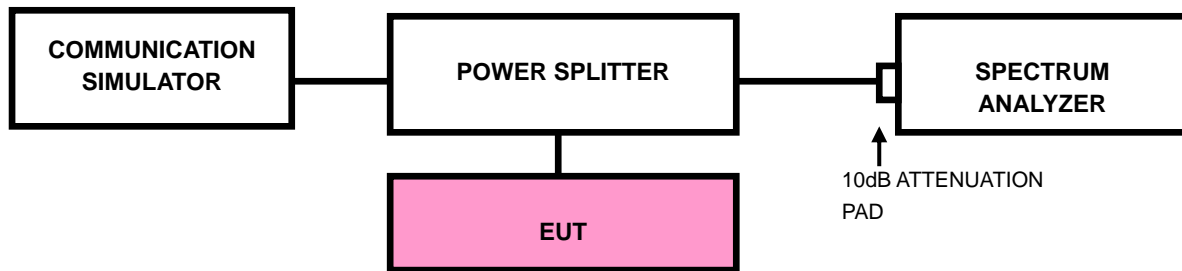 COMMUNICATION
SIMULATOR
POWER SPLITTER
SPECTRUM
ANALYZER
10dB ATTENUATION
PAD
EUT